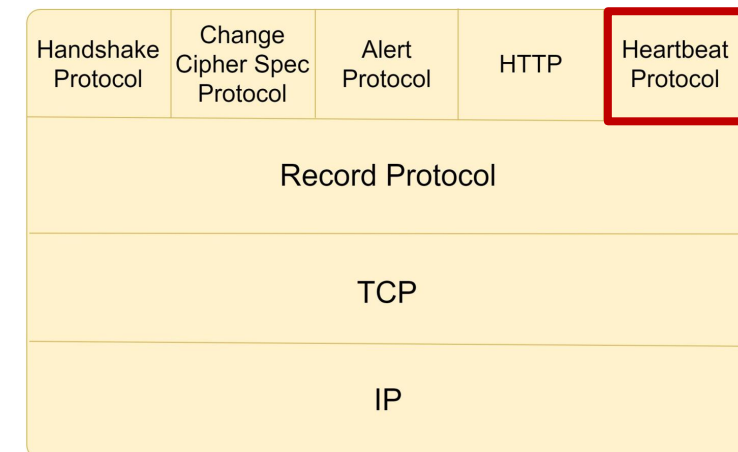 Handshake
Protocol
Change
Cipher Spec
Protocol
Alert
Protocol
HTTP
Heartbeat
Protocol
Record Protocol
TCP
IP